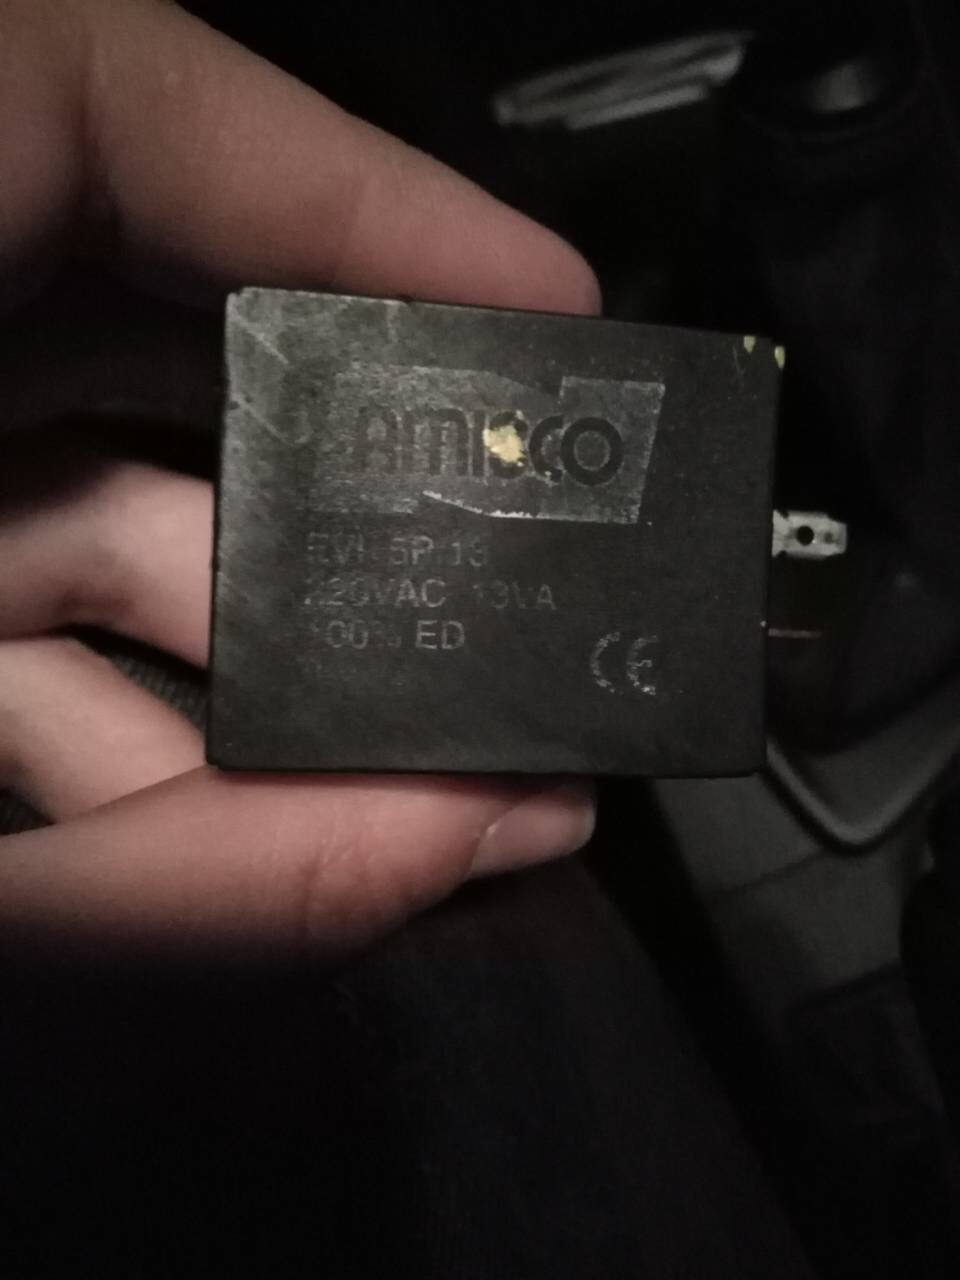 AMISCO
EVI 5P/13
220VAC 13VA
100% ED
CE